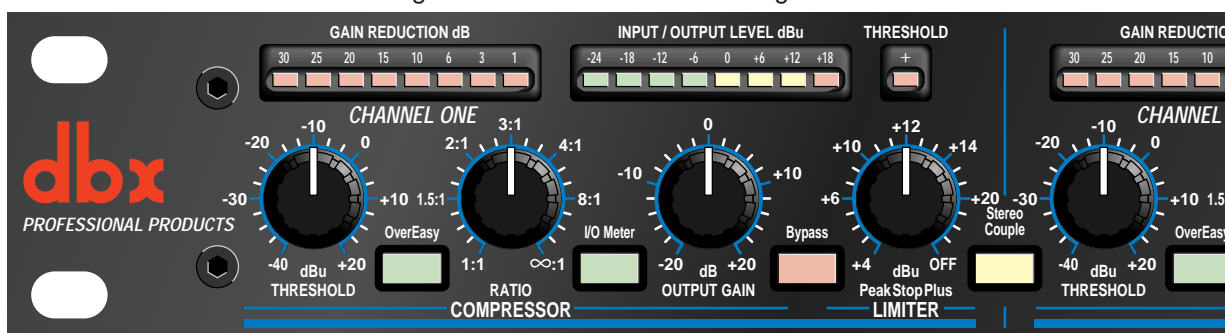 GAIN REDUCTION dB INPUT / OUTPUT LEVEL dBu THRESHOLD GAIN REDUCTIO
30 25 20 15 10 6 3 1 -24 -18 -12 -6 0 +6 +12 +18 + 30 25 20 15 10
CHANNEL ONE CHANNEL
-20 -10 0 2:1 3:1 4:1 0 +10 +12 +14 -20 -10 0
dbx
-10 +10
-30 +10 1.5:1 8:1 +6 +20 -30 +10 1.5
PROFESSIONAL PRODUCTS
OverEasy I/O Meter Bypass Stereo Couple OverEasy
-40 dBu +20 1:1 ∞:1 -20 dB +20 +4 dBu OFF -40 dBu +20
THRESHOLD RATIO OUTPUT GAIN PeakStopPlus THRESHOLD
COMPRESSOR LIMITER